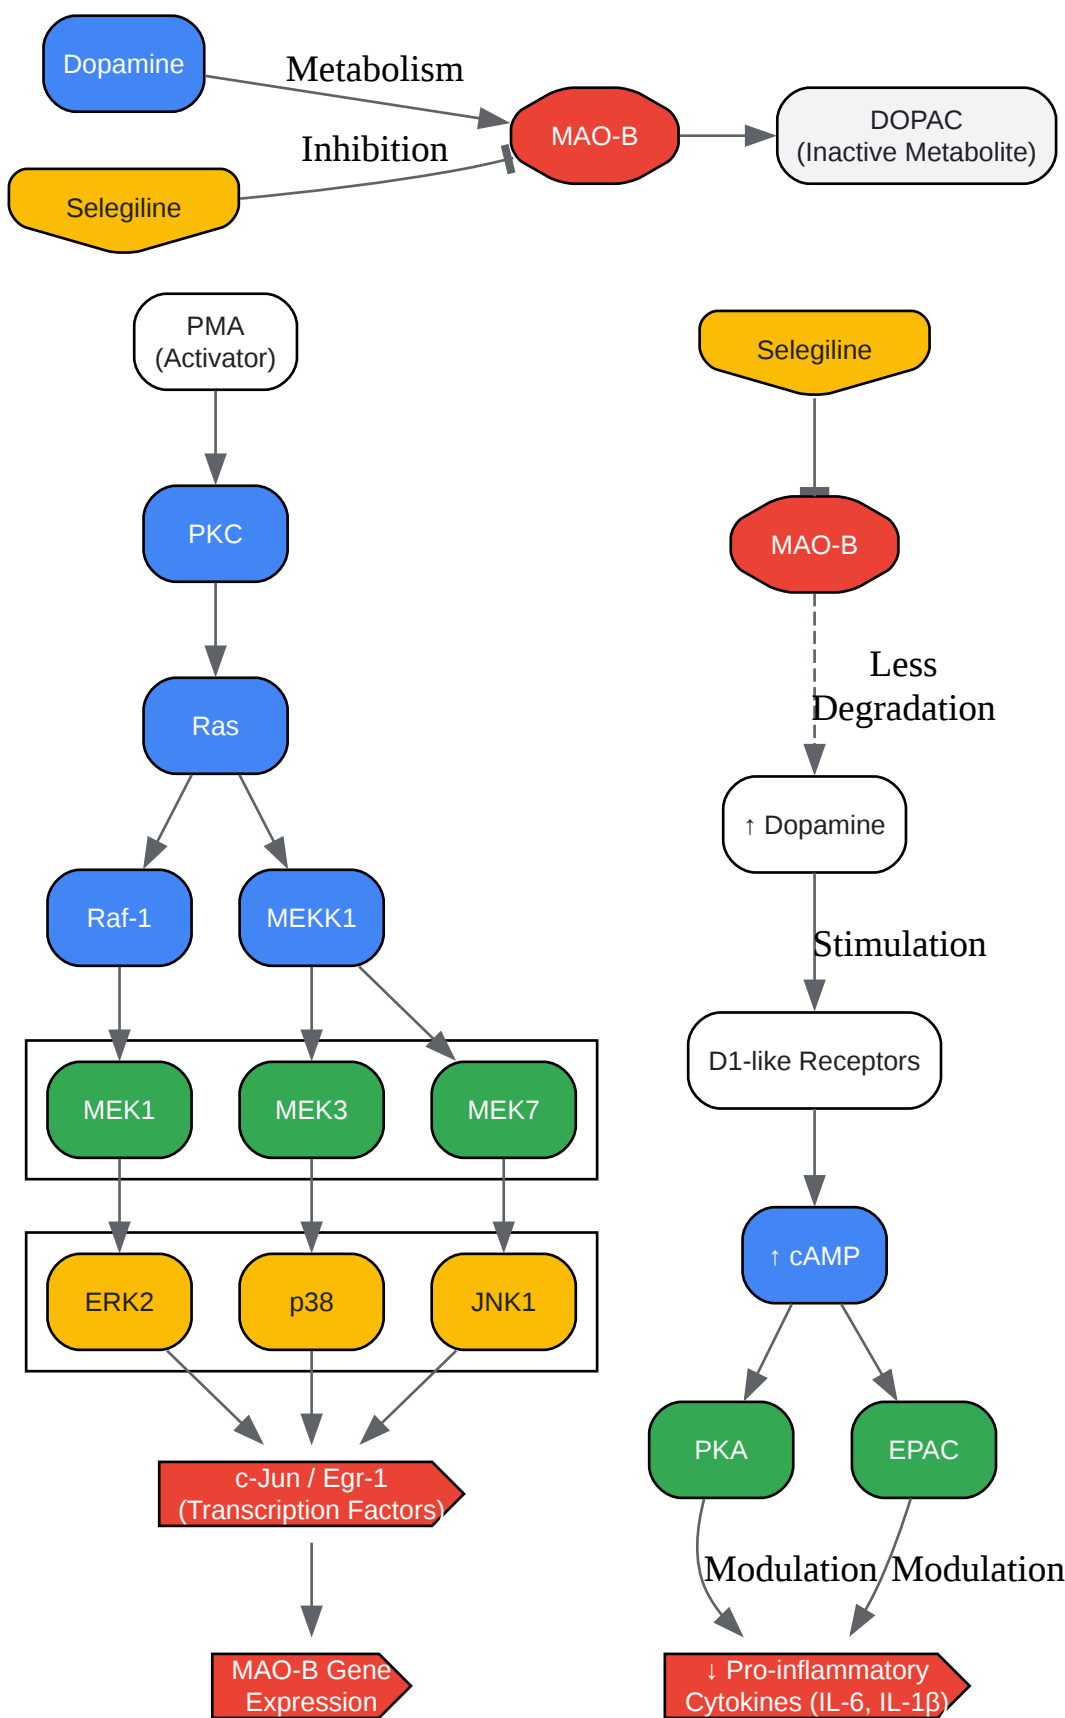 Dopamine
Metabolism
MAO-B
DOPAC
(Inactive Metabolite)
Inhibition
Selegiline
PMA
(Activator)
PKC
Ras
Raf-1
MEKK1
MEK1
MEK3
MEK7
ERK2
p38
JNK1
c-Jun / Egr-1
(Transcription Factors)
MAO-B Gene
Expression
Selegiline
MAO-B
Less
Degradation
↑ Dopamine
Stimulation
D1-like Receptors
↑ cAMP
PKA
EPAC
Modulation
Modulation
↓ Pro-inflammatory
Cytokines (IL-6, IL-1β)